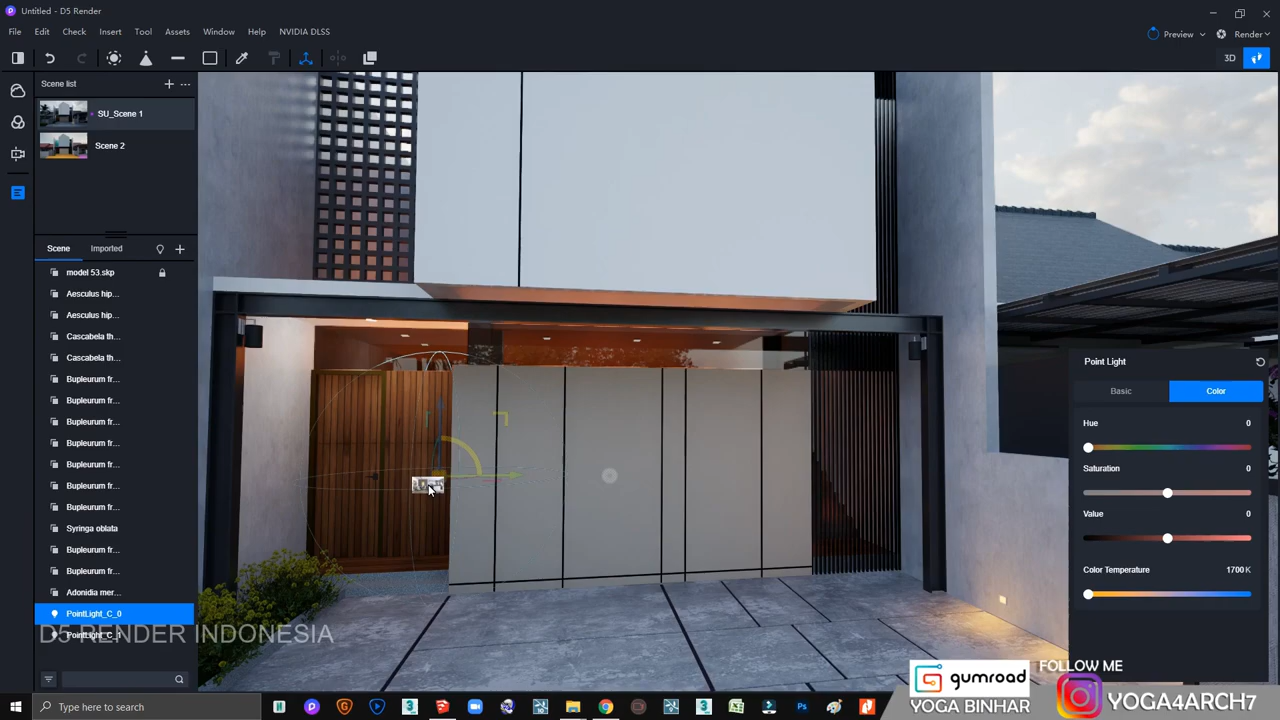 Untitled - D5 Render
File Edit Check Insert Tool Assets Window Help NVIDIA DLSS
Preview
Render
3D
Scene list
SU_Scene 1
Scene 2
Scene Imported
model 53.skp
Aesculus hip...
Aesculus hip...
Cascabela th...
Cascabela th...
Bupleurum fr...
Bupleurum fr...
Bupleurum fr...
Bupleurum fr...
Bupleurum fr...
Bupleurum fr...
Bupleurum fr...
Syringa oblata
Bupleurum fr...
Bupleurum fr...
Adonidia mer...
PointLight_C_0
PointLight_C_1
D5 RENDER INDONESIA
Point Light
Basic Color
Hue 0
Saturation 0
Value 0
Color Temperature 1700 K
gumroad
YOGA BINHAR
FOLLOW ME
YOGA4ARCH7
Type here to search